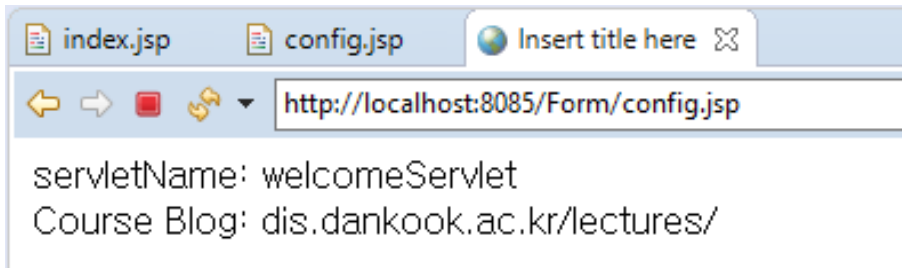 index.jsp config.jsp Insert title here
http://localhost:8085/Form/config.jsp
servletName: welcomeServlet
Course Blog: dis.dankook.ac.kr/lectures/